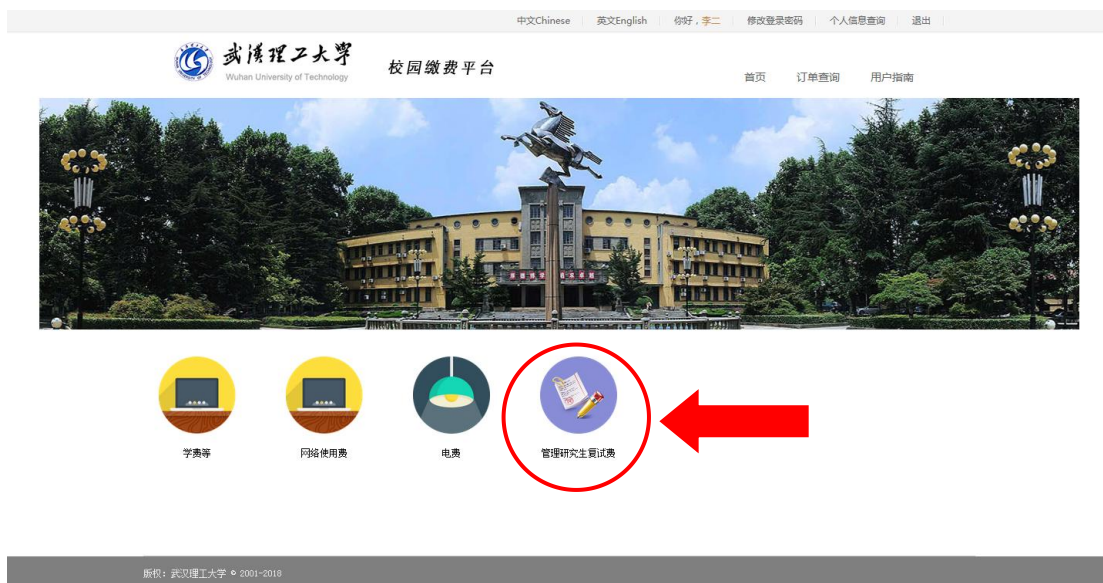 中文Chinese 英文English 你好，李二 修改登录密码 个人信息查询 退出
武汉理工大学
Wuhan University of Technology
校园缴费平台
首页 订单查询 用户指南
学费等 网络使用费 电费 管理研究生复试费
版权：武汉理工大学 © 2001-2018